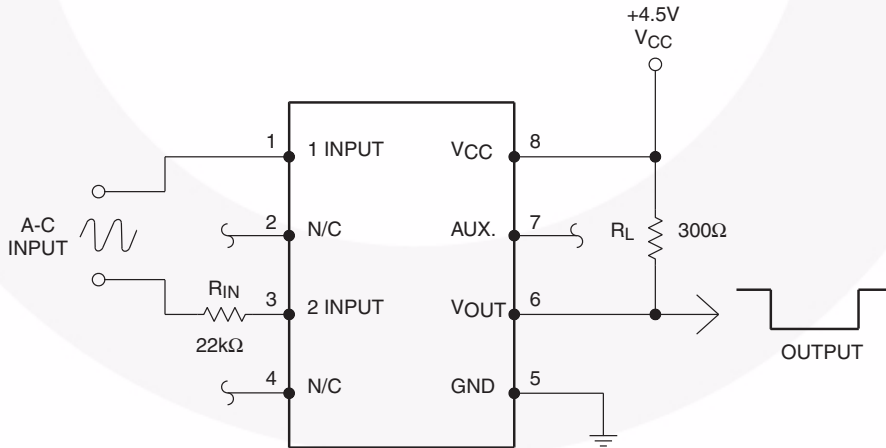 +4.5V
VCC
1
1 INPUT
VCC
8
A-C
INPUT
2
N/C
AUX.
7
RL
300Ω
RIN
22kΩ
3
2 INPUT
VOUT
6
OUTPUT
4
N/C
GND
5